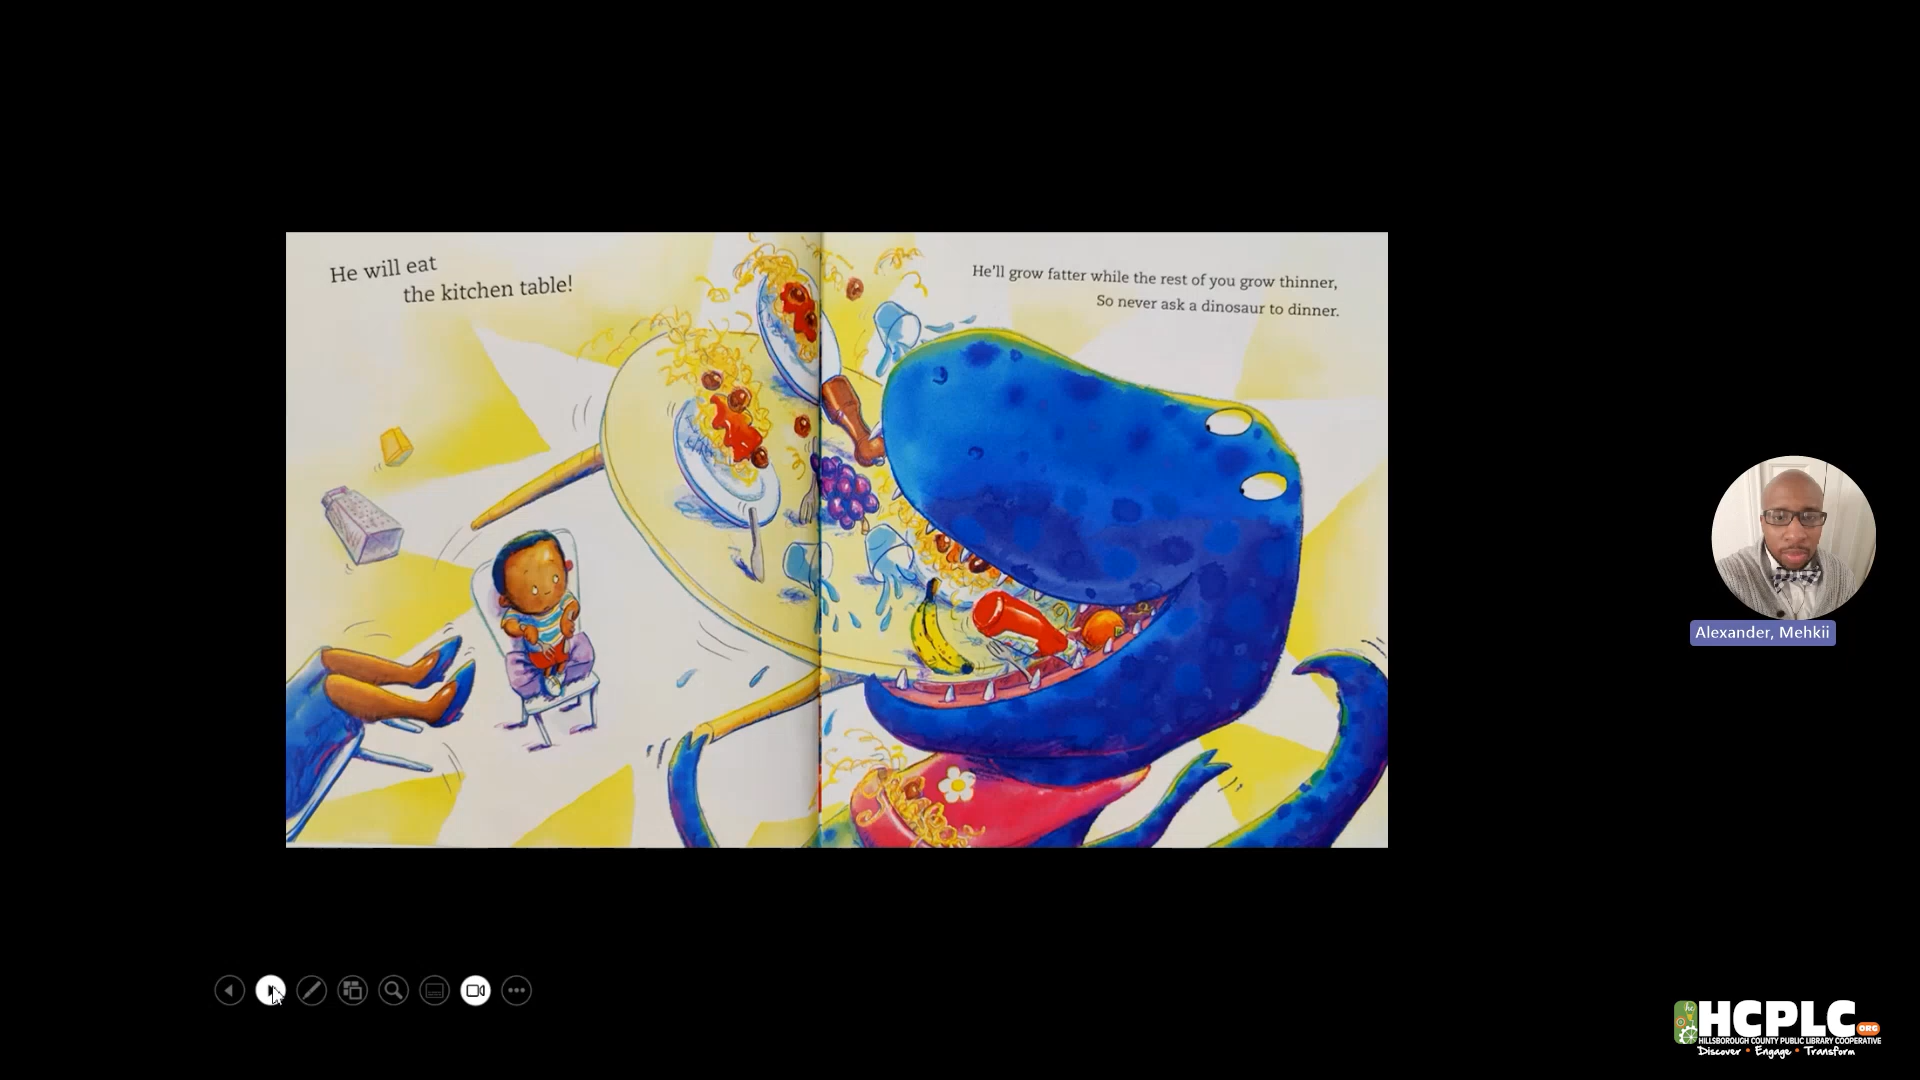 He will eat
the kitchen table!
He'll grow fatter while the rest of you grow thinner,
So never ask a dinosaur to dinner.
Alexander, Mehkii
HCPLC.ORG
HILLSBOROUGH COUNTY PUBLIC LIBRARY COOPERATIVE
Discover • Engage • Transform